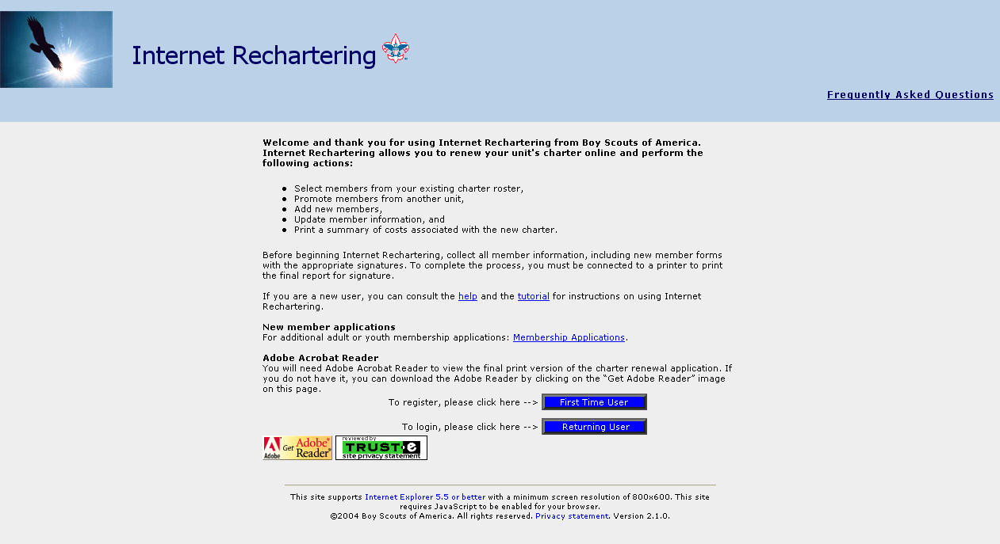 Internet Rechartering
Frequently Asked Questions
Welcome and thank you for using Internet Rechartering from Boy Scouts of America.
Internet Rechartering allows you to renew your unit's charter online and perform the
following actions:
Select members from your existing charter roster,
Promote members from another unit,
Add new members,
Update member information, and
Print a summary of costs associated with the new charter.
Before beginning Internet Rechartering, collect all member information, including new member forms
with the appropriate signatures. To complete the process, you must be connected to a printer to print
the final report for signature.
If you are a new user, you can consult the help and the tutorial for instructions on using Internet
Rechartering.
New member applications
For additional adult or youth membership applications: Membership Applications.
Adobe Acrobat Reader
You will need Adobe Acrobat Reader to view the final print version of the charter renewal application. If
you do not have it, you can download the Adobe Reader by clicking on the “Get Adobe Reader” image
on this page.
To register, please click here --> First Time User
To login, please click here --> Returning User
Adobe Get Adobe Reader
reviewed by
TRUST·e
site privacy statement
This site supports Internet Explorer 5.5 or better with a minimum screen resolution of 800x600. This site
requires JavaScript to be enabled for your browser.
©2004 Boy Scouts of America. All rights reserved. Privacy statement. Version 2.1.0.